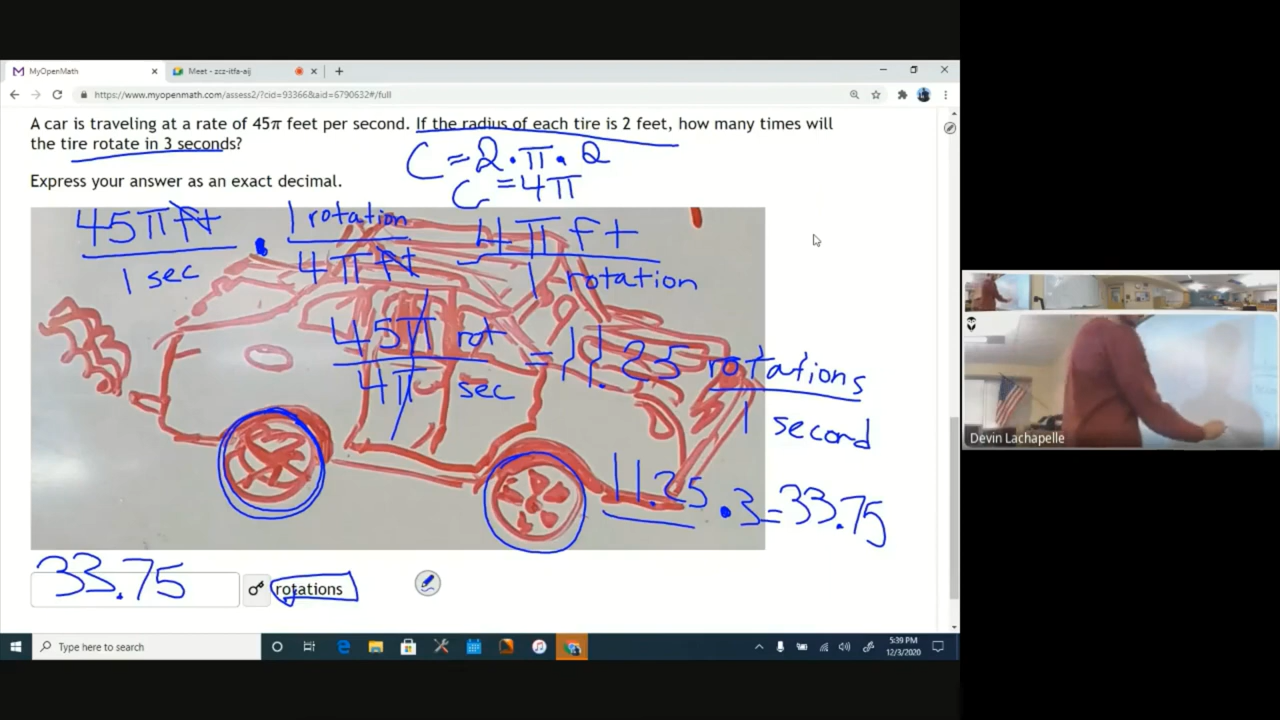 MyOpenMath
Meet - zcz-itfa-aij
https://www.myopenmath.com/assess2/?cid=93366&aid=6790632#/full
A car is traveling at a rate of 45π feet per second. If the radius of each tire is 2 feet, how many times will
the tire rotate in 3 seconds?
C = 2 · π · 2
C = 4π
Express your answer as an exact decimal.
45π ft / 1 sec · 1 rotation / 4π ft
4π ft / 1 rotation
45π rot / 4π sec = 11.25 rotations / 1 second
11.25 · 3 = 33.75
33.75 rotations
Devin Lachapelle
Type here to search
5:39 PM
12/3/2020